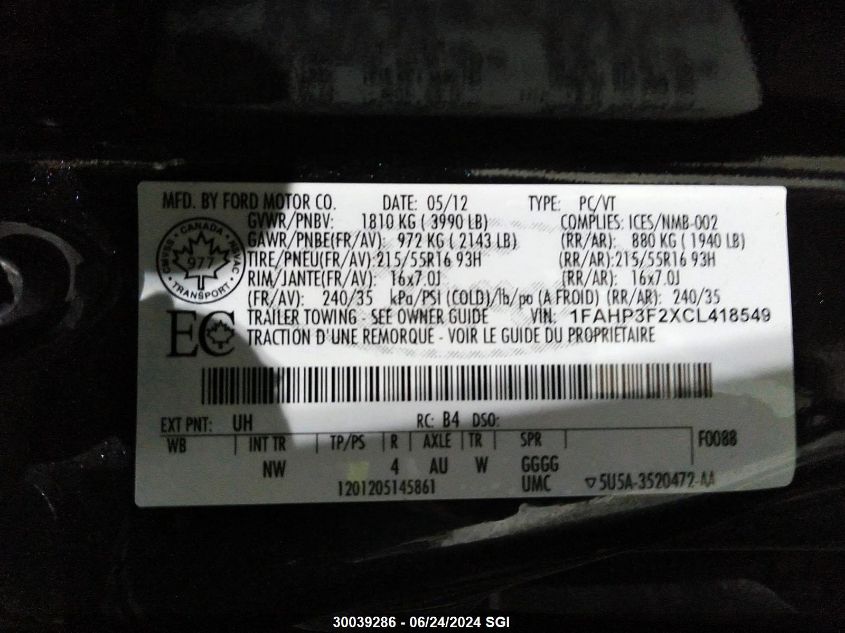 MFD. BY FORD MOTOR CO. DATE: 05/12 TYPE: PC/VT
GVWR/PNBV: 1810 KG ( 3990 LB) COMPLIES: ICES/NMB-002
GAWR/PNBE(FR/AV): 972 KG ( 2143 LB) (RR/AR): 880 KG ( 1940 LB)
TIRE/PNEU(FR/AV): 215/55R16 93H (RR/AR): 215/55R16 93H
RIM/JANTE(FR/AV): 16x7.0J (RR/AR): 16x7.0J
(FR/AV): 240/35 kPa/PSI (COLD)/lb/po (A FROID) (RR/AR): 240/35
TRAILER TOWING - SEE OWNER GUIDE VIN: 1FAHP3F2XCL418549
TRACTION D'UNE REMORQUE - VOIR LE GUIDE DU PROPRIETAIRE
CANADA
CMVSS NSVAC
977
TRANSPORT
EC
EXT PNT: UH RC: B4 DSO:
WB INT TR TP/PS R AXLE TR SPR F0088
NW 4 AU W GGGG
1201205145861 UMC ▽5U5A-3520472-AA
30039286 - 06/24/2024 SGI